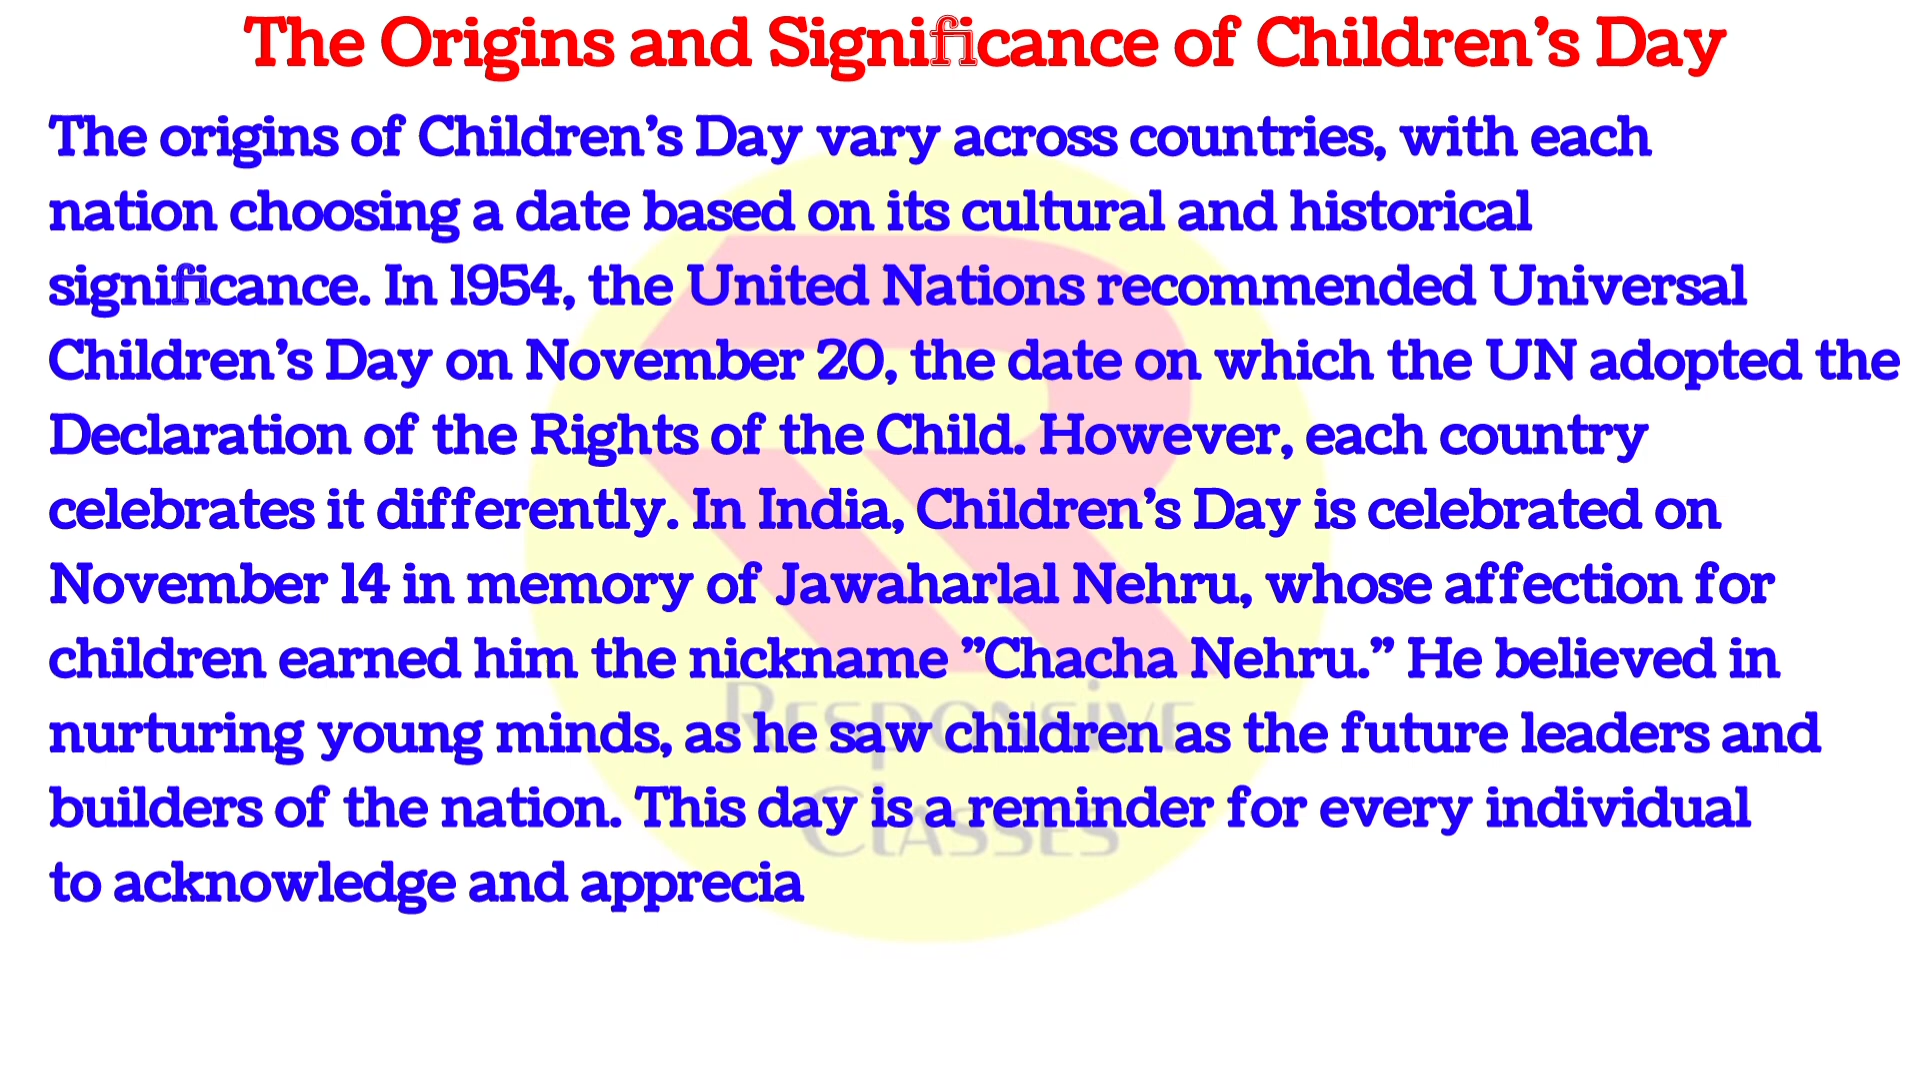 The Origins and Significance of Children’s Day
The origins of Children’s Day vary across countries, with each
nation choosing a date based on its cultural and historical
significance. In 1954, the United Nations recommended Universal
Children’s Day on November 20, the date on which the UN adopted the
Declaration of the Rights of the Child. However, each country
celebrates it differently. In India, Children’s Day is celebrated on
November 14 in memory of Jawaharlal Nehru, whose affection for
children earned him the nickname ”Chacha Nehru.” He believed in
nurturing young minds, as he saw children as the future leaders and
builders of the nation. This day is a reminder for every individual
to acknowledge and apprecia
Responsive
Classes